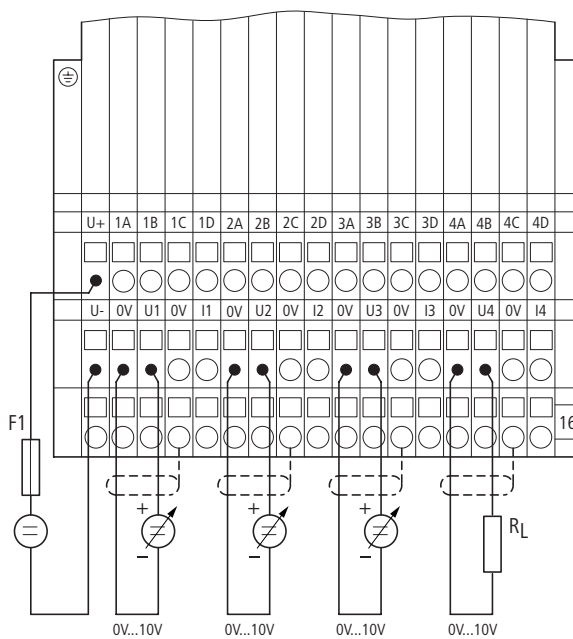 U+ 1A 1B 1C 1D 2A 2B 2C 2D 3A 3B 3C 3D 4A 4B 4C 4D
U- 0V U1 0V I1 0V U2 0V I2 0V U3 0V I3 0V U4 0V I4
F1
16
+ + +
RL
- - -
0V...10V 0V...10V 0V...10V 0V...10V